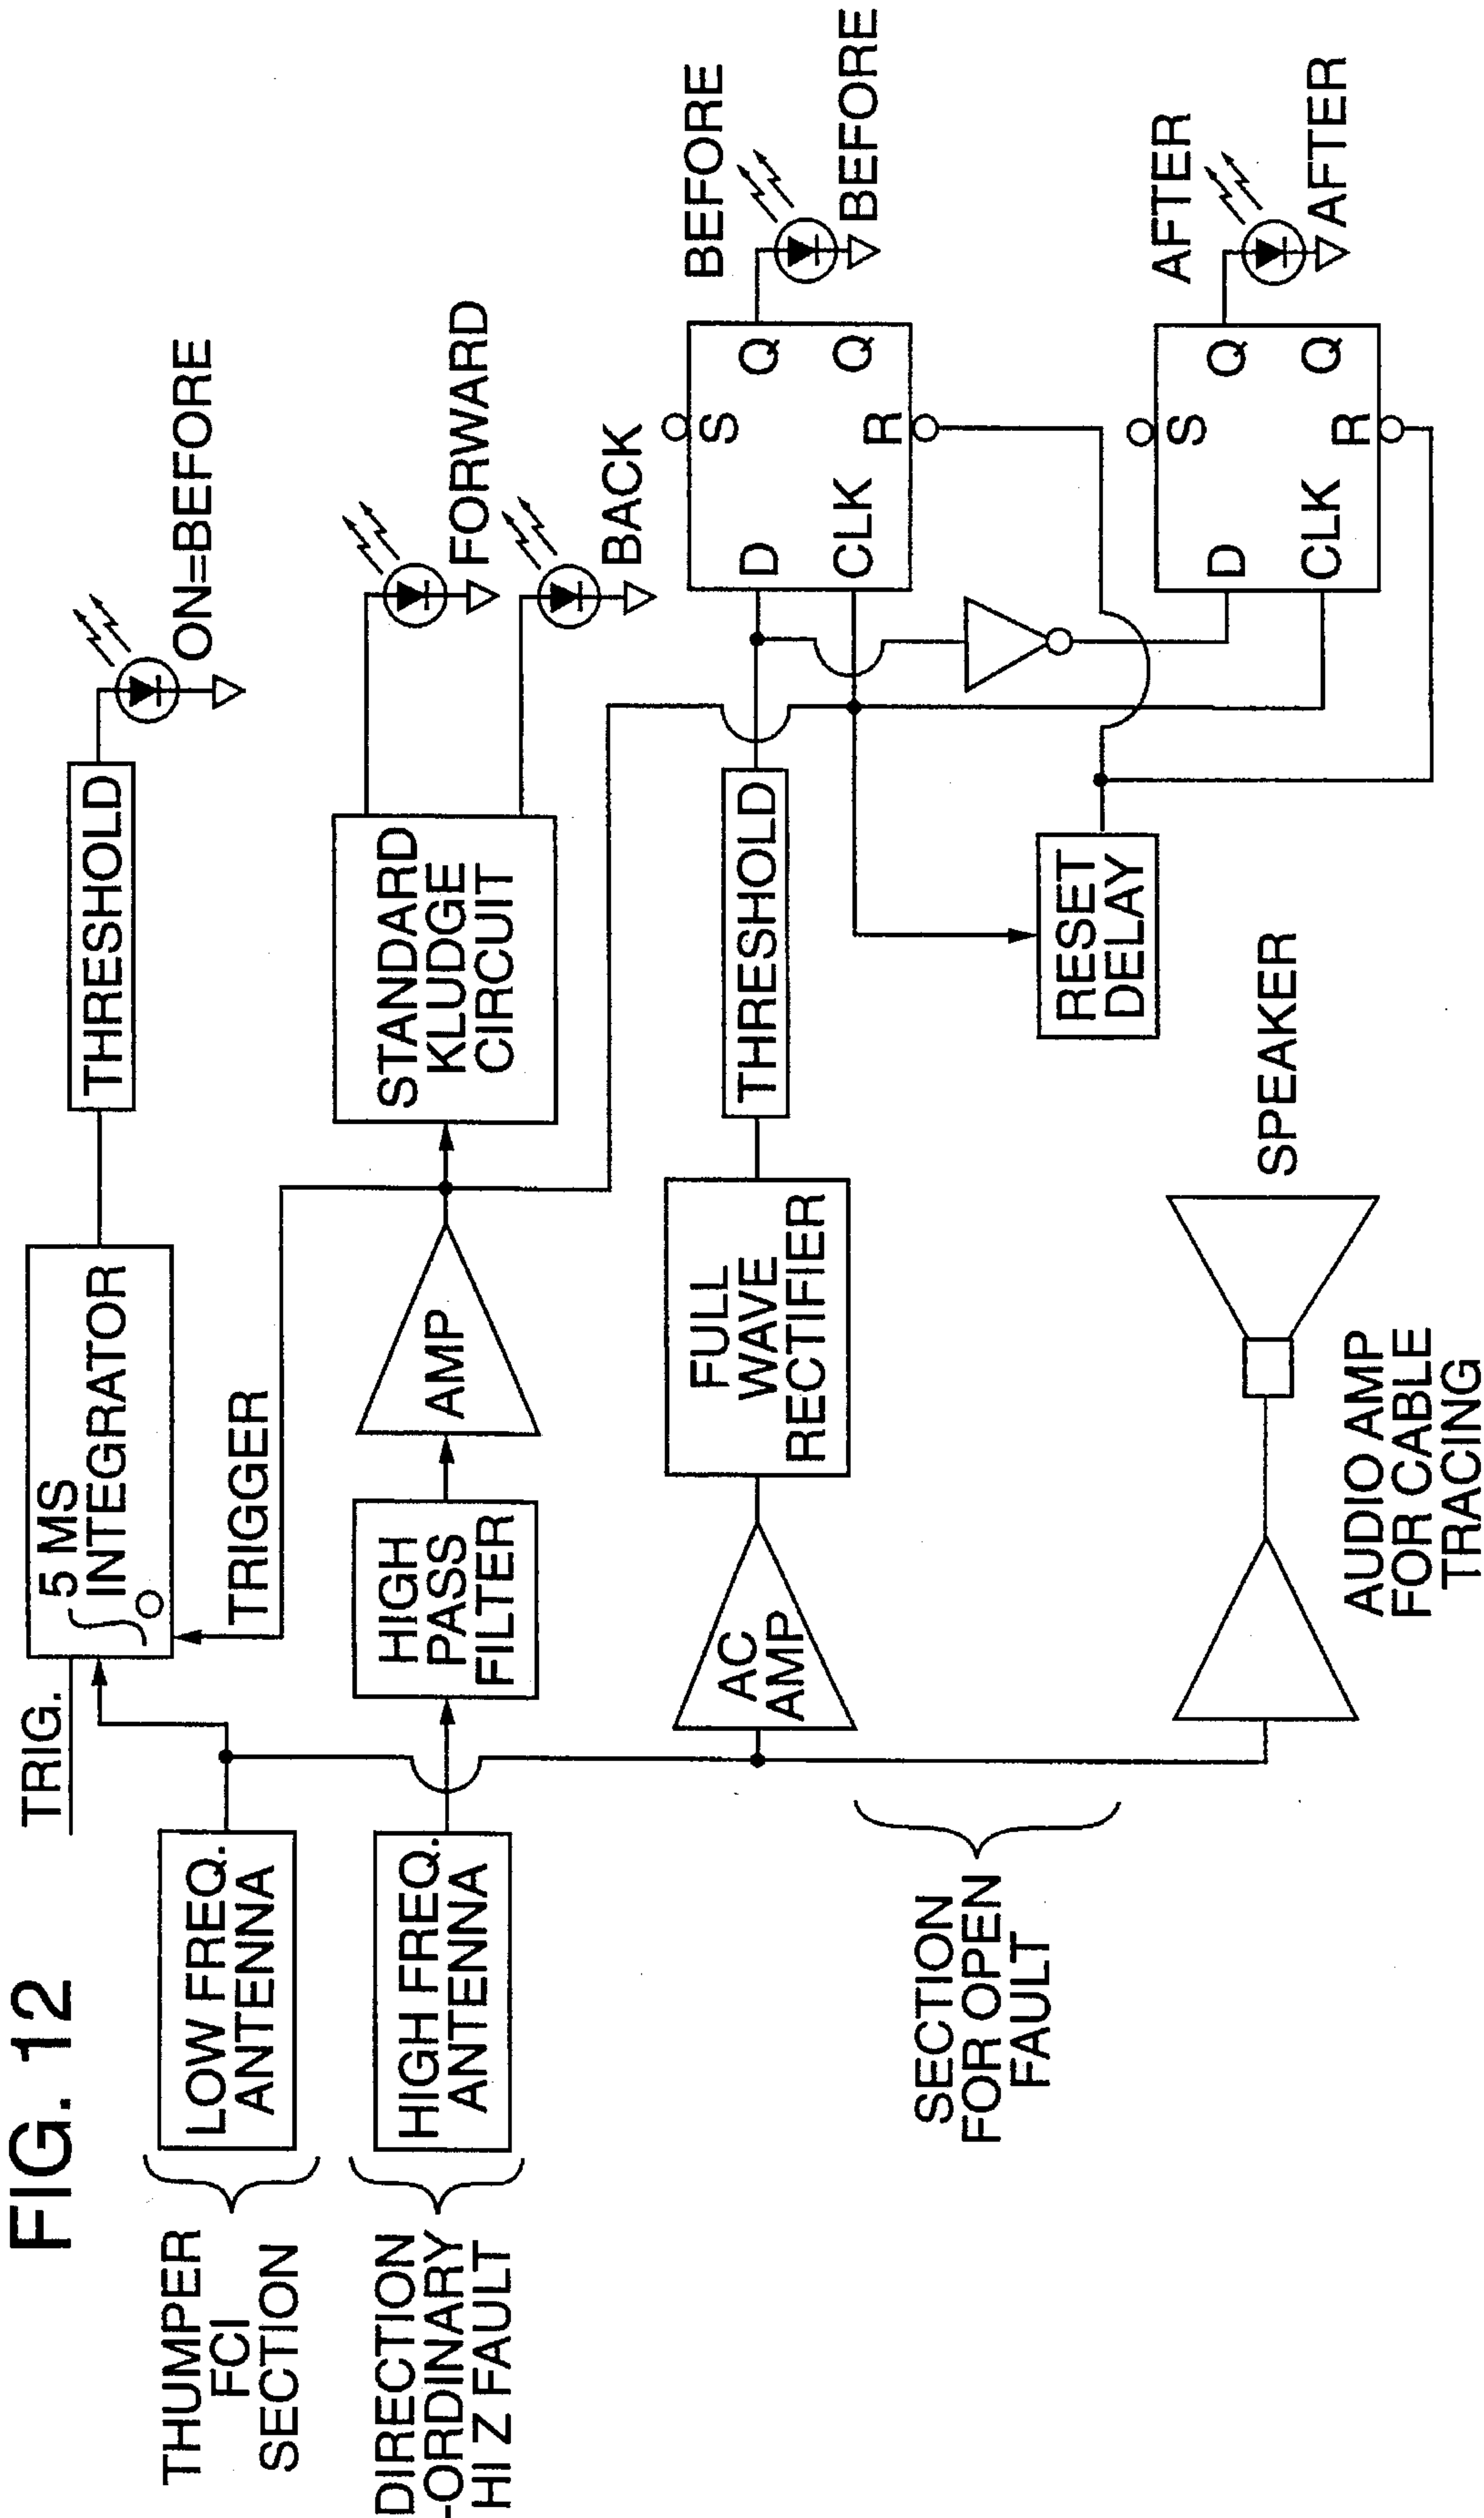 FIG. 12
THUMPER
FCI
SECTION
LOW FREQ.
ANTENNA
TRIG.
5 MS
INTEGRATOR
THRESHOLD
ON=BEFORE
TRIGGER
DIRECTION
-ORDINARY
HI Z FAULT
HIGH FREQ.
ANTENNA
HIGH
PASS
FILTER
AMP
STANDARD
KLUDGE
CIRCUIT
FORWARD
BACK
SECTION
FOR OPEN
FAULT
AC
AMP
FULL
WAVE
RECTIFIER
THRESHOLD
D
S
Q
CLK
R
Q
BEFORE
BEFORE
RESET
DELAY
D
S
Q
CLK
R
Q
AFTER
AFTER
SPEAKER
AUDIO AMP
FOR CABLE
TRACING